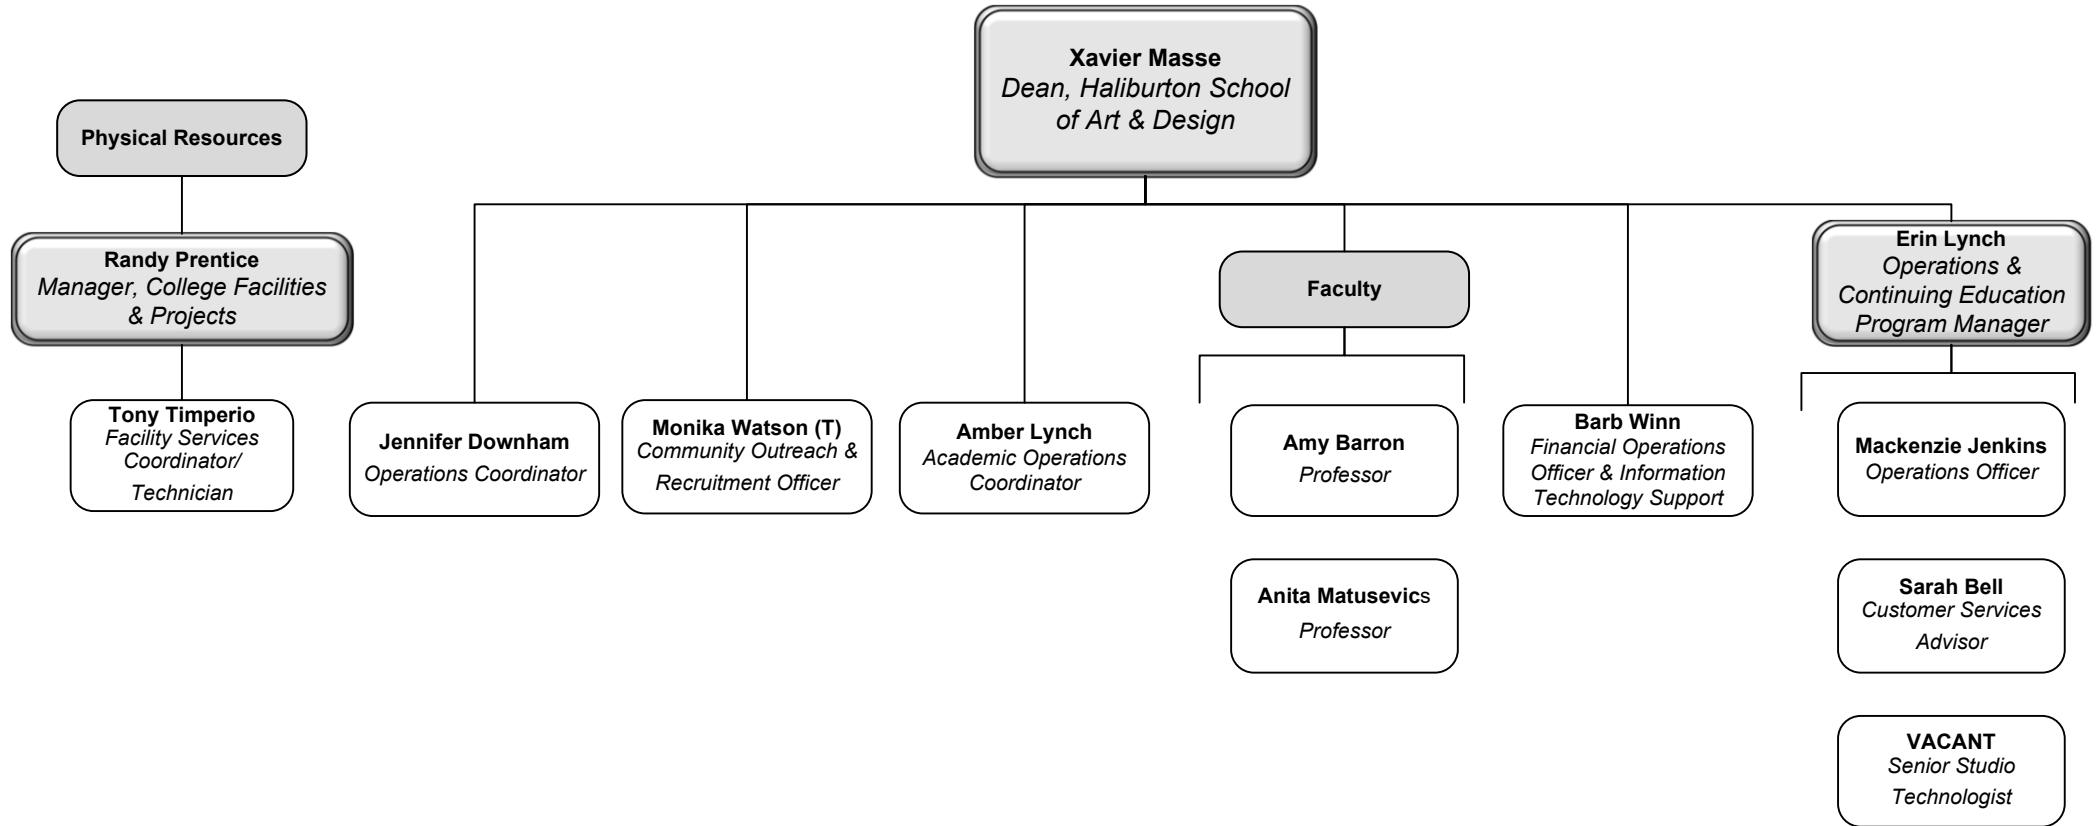 Xavier Masse
Dean, Haliburton School
of Art & Design
Physical Resources
Randy Prentice
Manager, College Facilities
& Projects
Tony Timperio
Facility Services
Coordinator/
Technician
Jennifer Downham
Operations Coordinator
Monika Watson (T)
Community Outreach &
Recruitment Officer
Amber Lynch
Academic Operations
Coordinator
Faculty
Amy Barron
Professor
Anita Matusevics
Professor
Barb Winn
Financial Operations
Officer & Information
Technology Support
Erin Lynch
Operations &
Continuing Education
Program Manager
Mackenzie Jenkins
Operations Officer
Sarah Bell
Customer Services
Advisor
VACANT
Senior Studio
Technologist